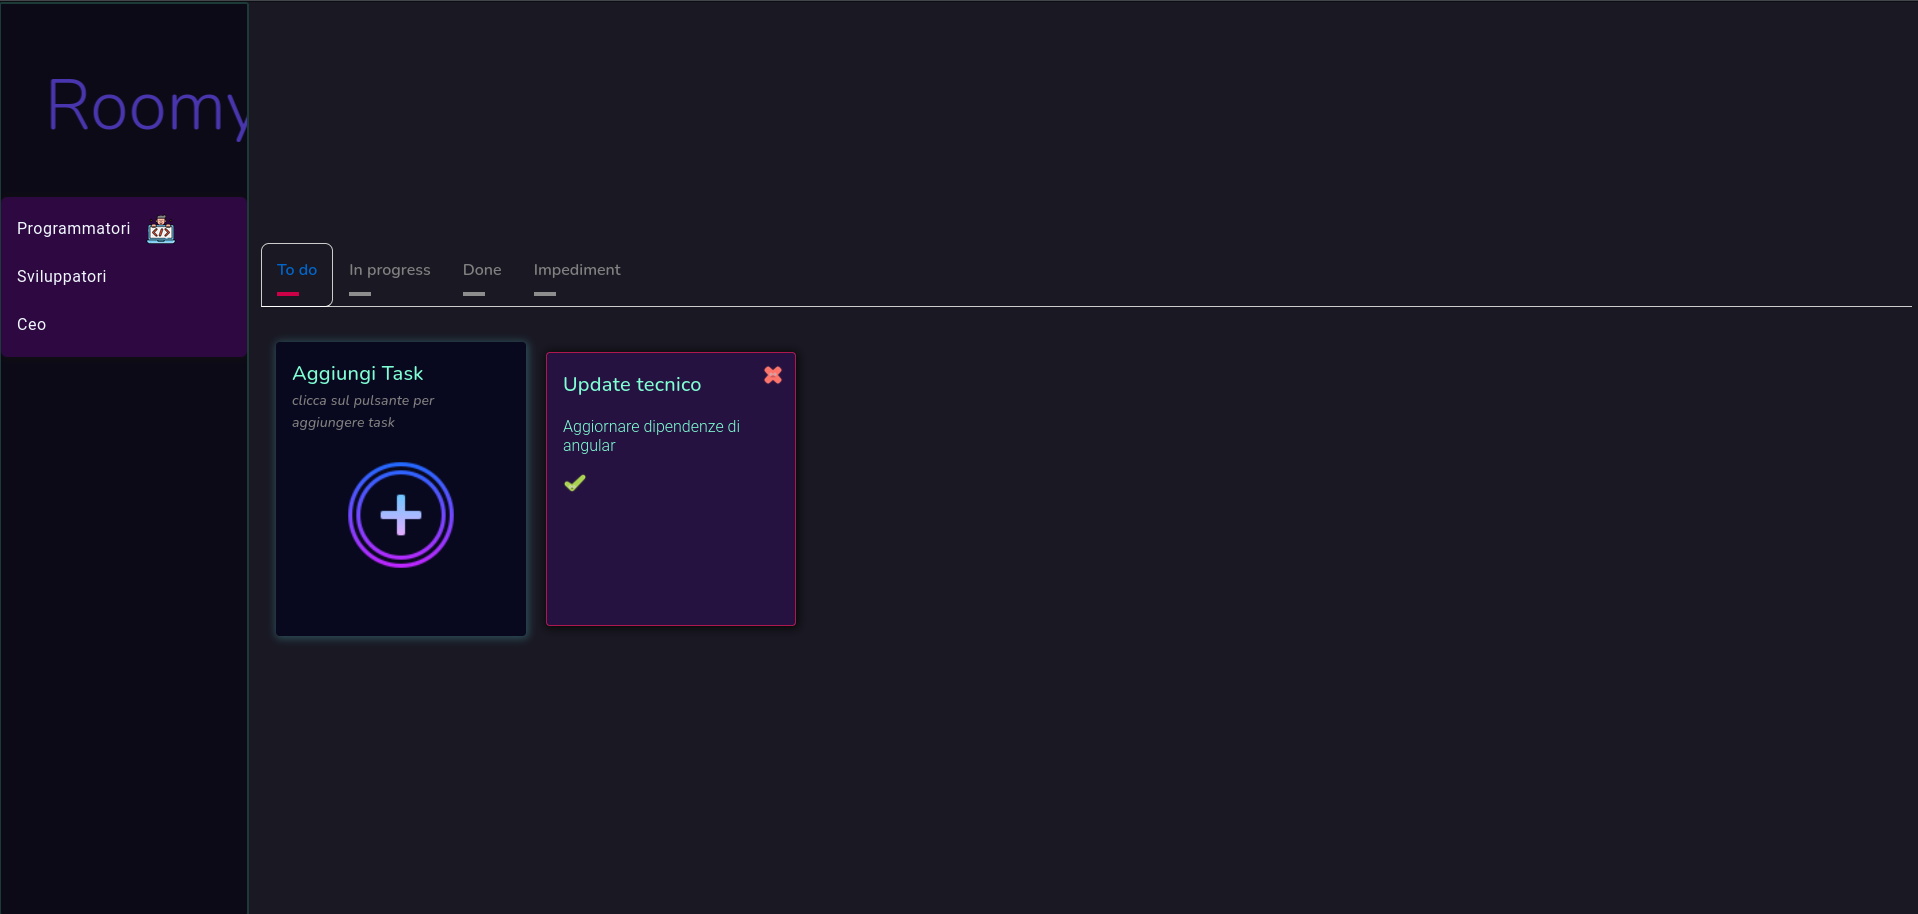 Roomy
Programmatori
Sviluppatori
Ceo
To do
In progress
Done
Impediment
Aggiungi Task
clicca sul pulsante per
aggiungere task
Update tecnico
Aggiornare dipendenze di
angular